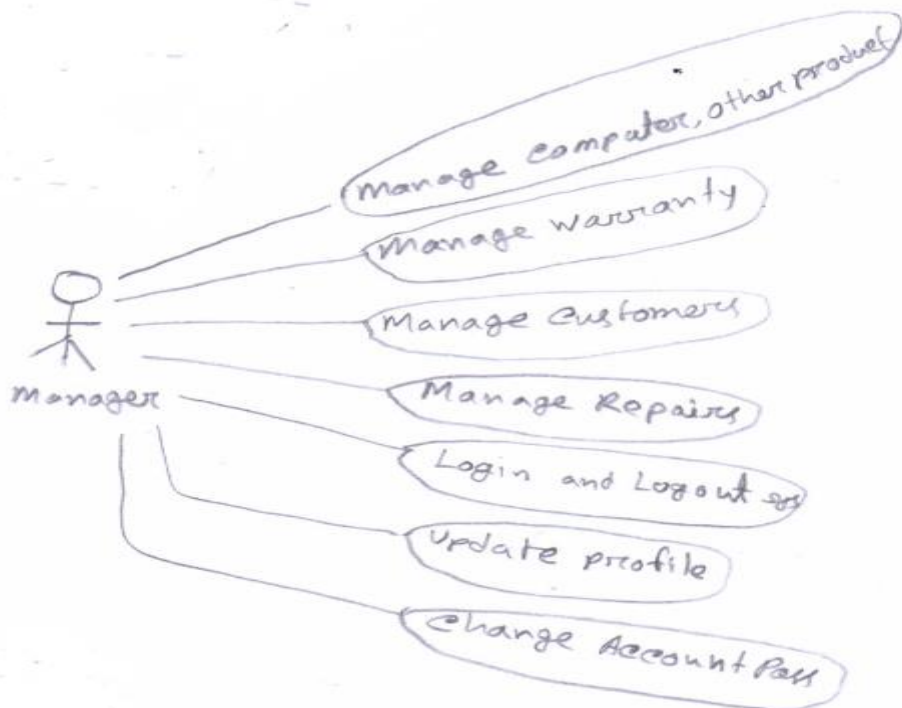 Manage Computer, other product
Manage Warranty
Manage Customers
Manage Repairs
Manager
Login and Logout sys
update profile
Change Account Pass